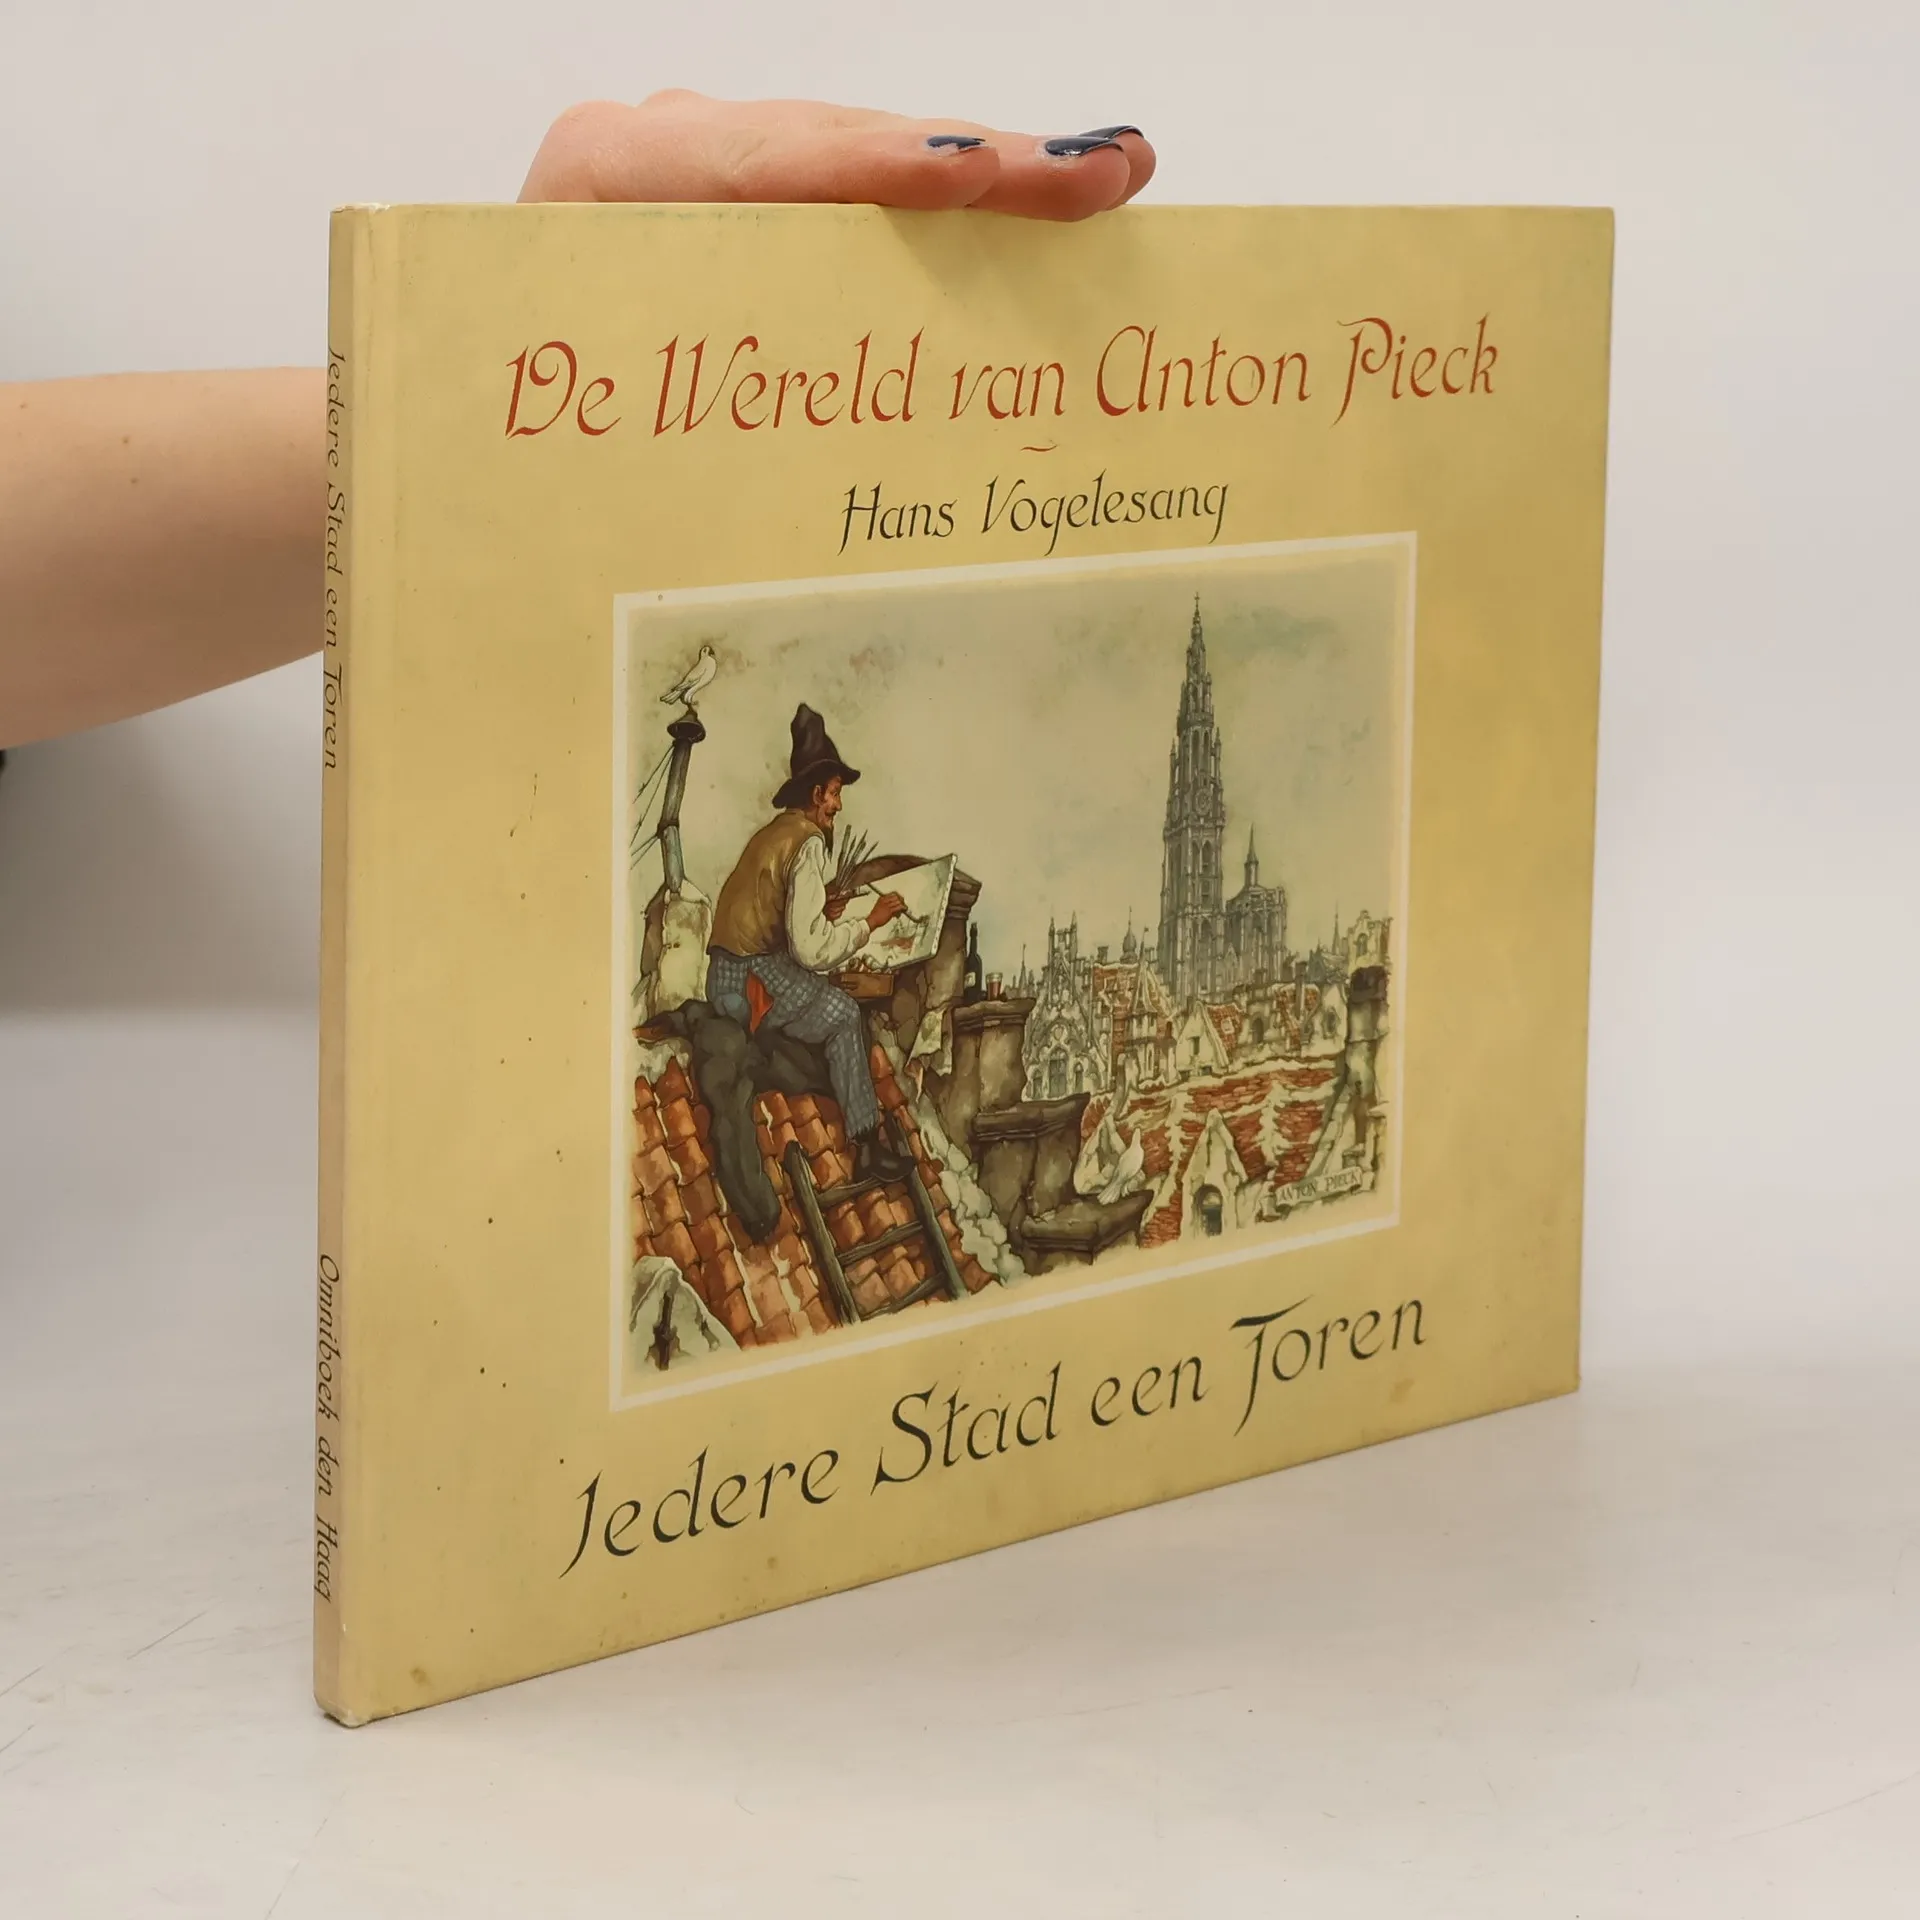 De Wereld van Anton Pieck
~
Hans Vogelesang
ANTON PIECK
Jedere Stad een Toren
Jedere Stad een Toren
Omniboek den Haag